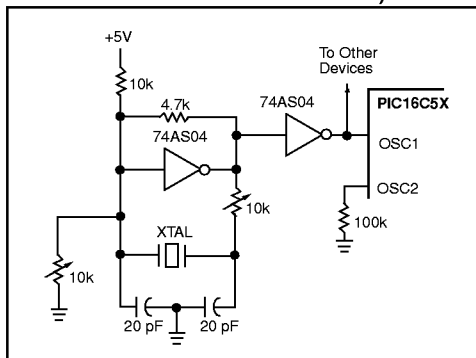 +5V
To Other
Devices
10k
4.7k
74AS04
74AS04
PIC16C5X
OSC1
OSC2
10k
100k
XTAL
10k
20 pF
20 pF